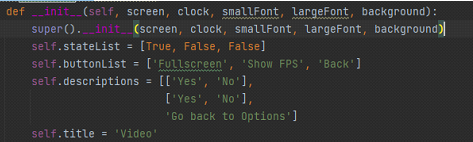 def __init__(self, screen, clock, smallFont, largeFont, background):
super().__init__(screen, clock, smallFont, largeFont, background)
self.stateList = [True, False, False]
self.buttonList = ['Fullscreen', 'Show FPS', 'Back']
self.descriptions = [['Yes', 'No'],
['Yes', 'No'],
'Go back to Options']
self.title = 'Video'